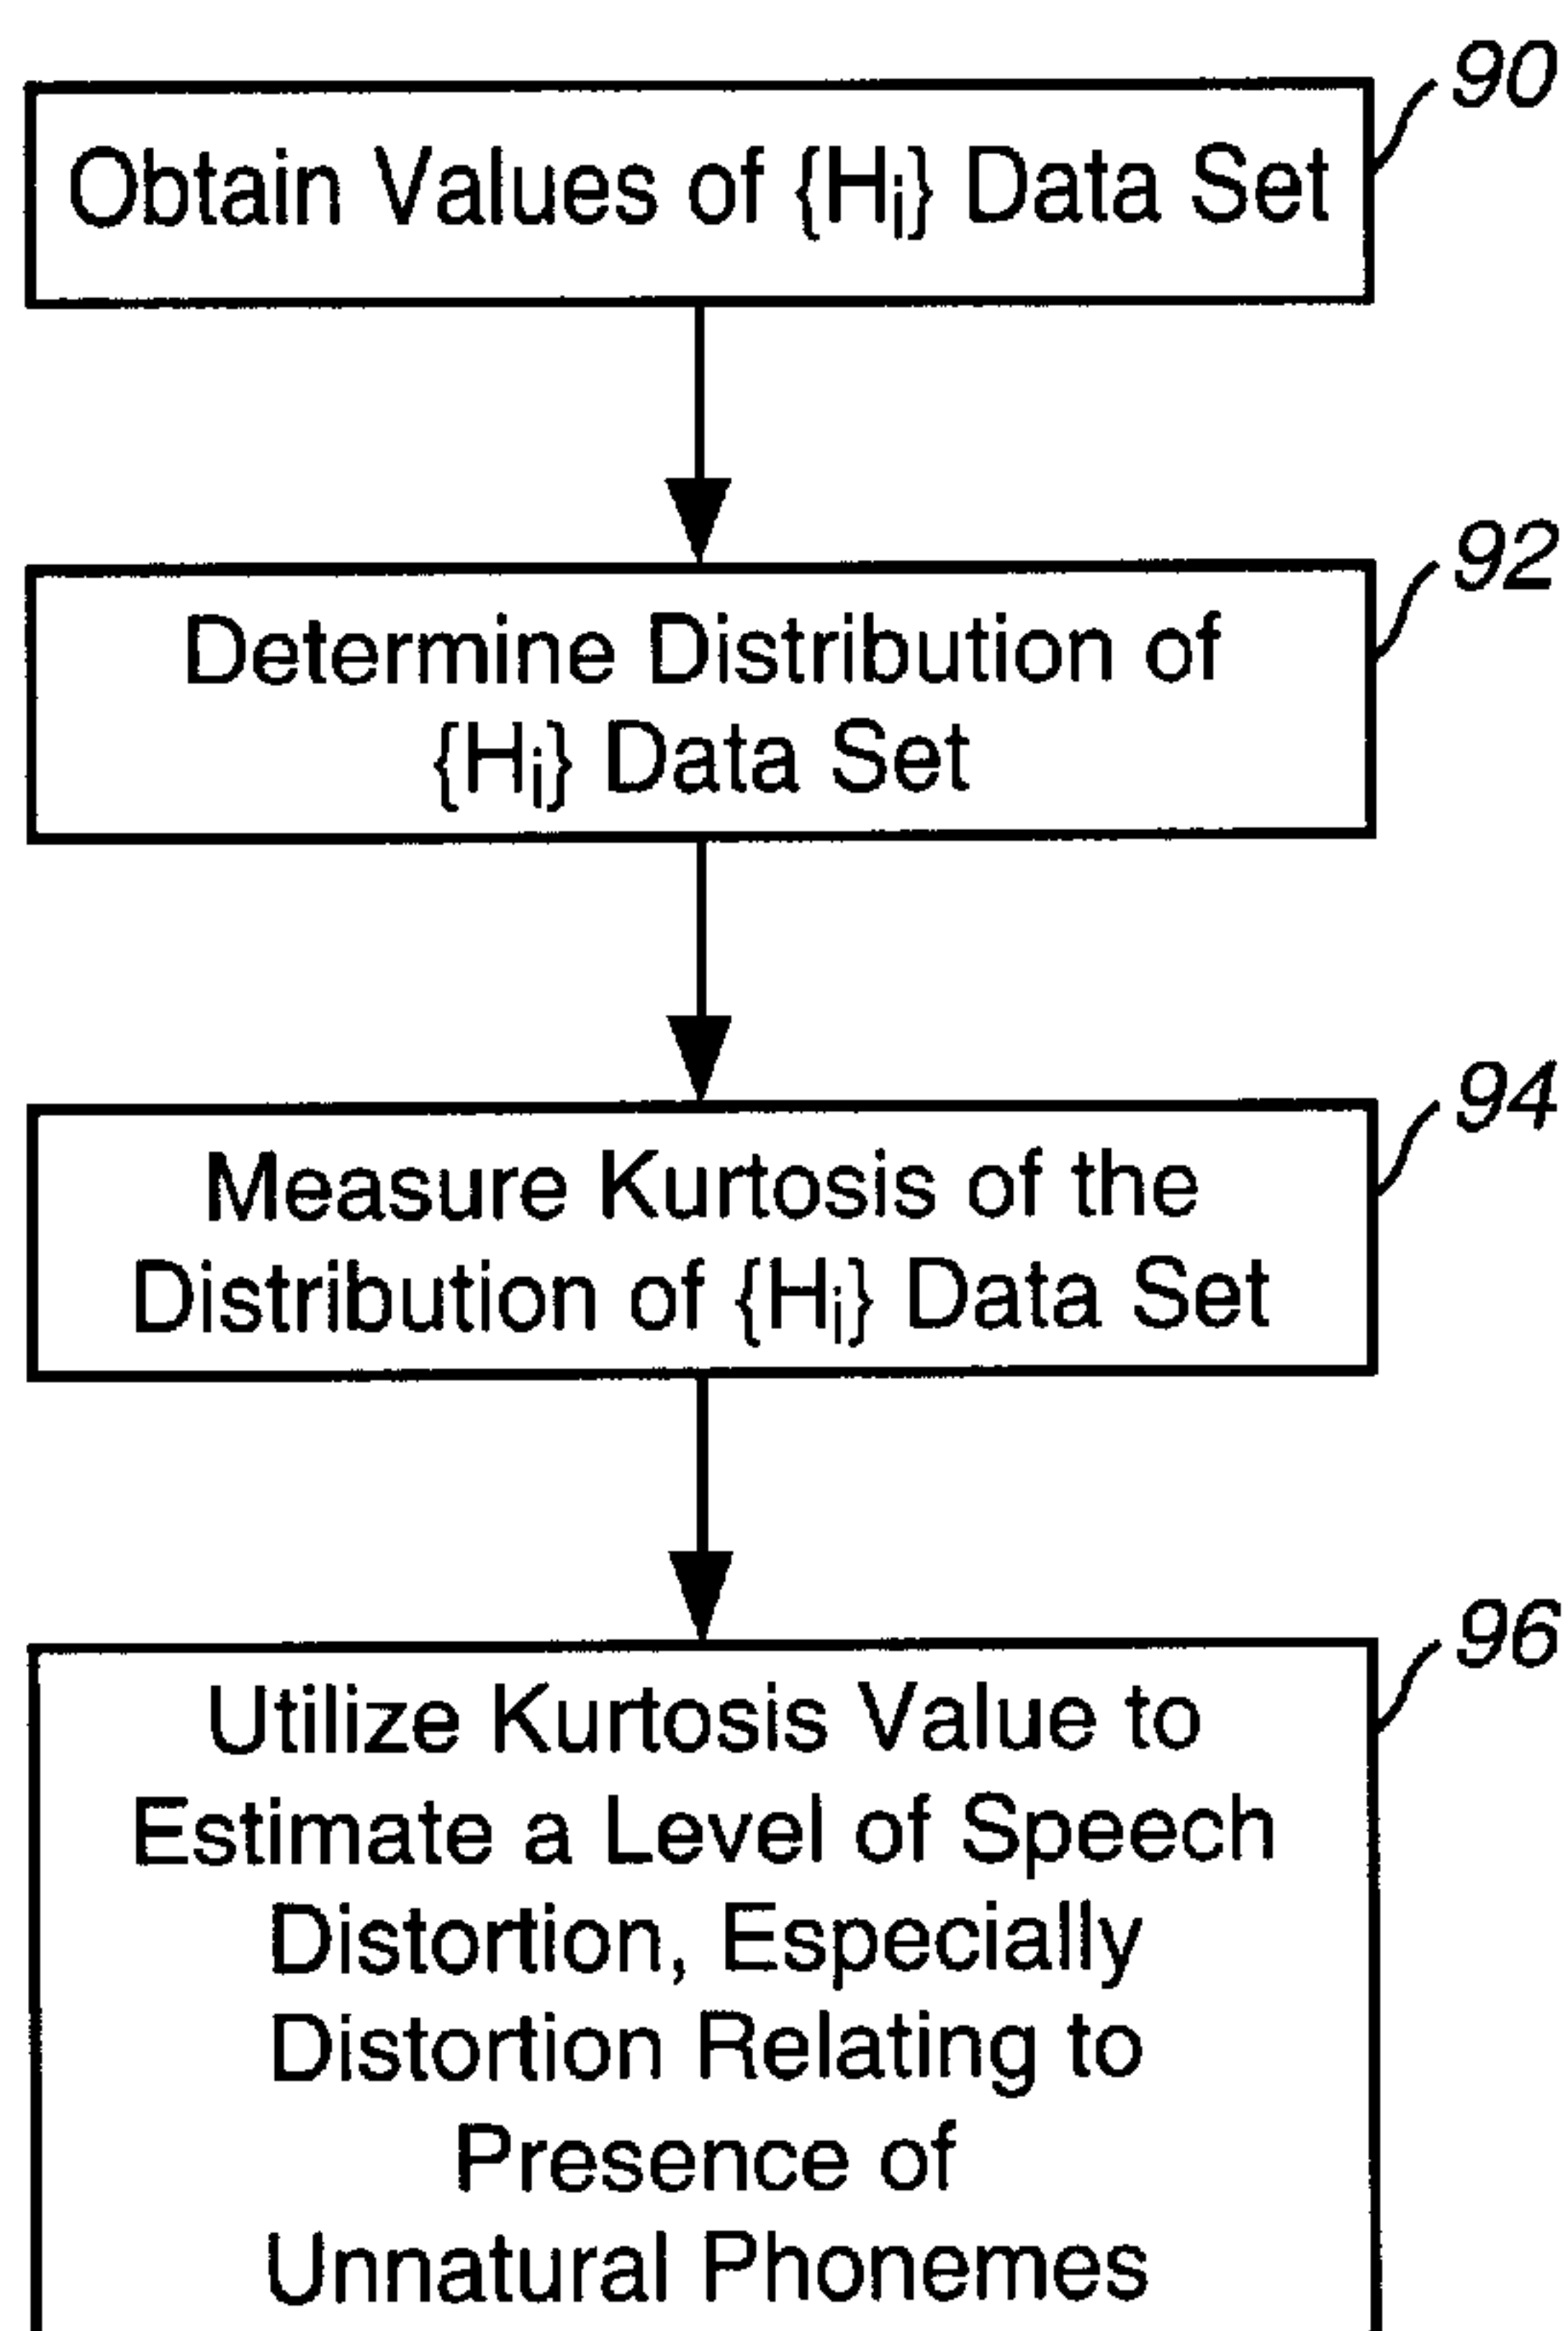 90
Obtain Values of {Hi} Data Set
92
Determine Distribution of
{Hi} Data Set
94
Measure Kurtosis of the
Distribution of {Hi} Data Set
96
Utilize Kurtosis Value to
Estimate a Level of Speech
Distortion, Especially
Distortion Relating to
Presence of
Unnatural Phonemes